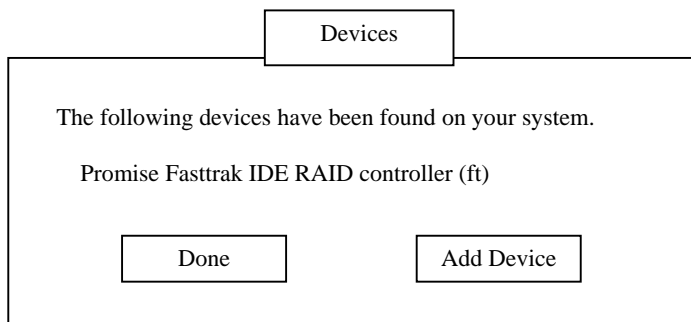 Devices
The following devices have been found on your system.
Promise Fasttrak IDE RAID controller (ft)
Done
Add Device